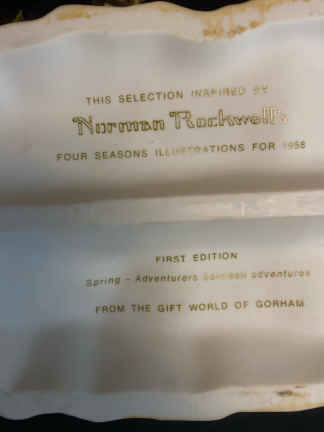 THIS SELECTION INSPIRED BY
Norman Rockwell's
FOUR SEASONS ILLUSTRATIONS FOR 1958
FIRST EDITION
Spring – Adventurers between adventures
FROM THE GIFT WORLD OF GORHAM